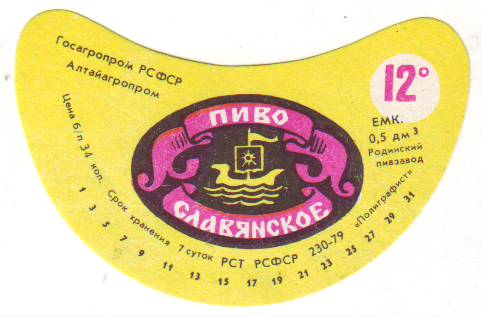 Госагропром РСФСР
Алтайагропром
12°
ЕМК.
0,5 дм 3
Родинский
пивзавод
ПИВО
СЛАВЯНСКОЕ
Цена б/п 34 коп. Срок хранения 7 суток РСТ РСФСР 230-79 «Полиграфист»
1 3 5 7 9 11 13 15 17 19 21 23 25 27 29 31